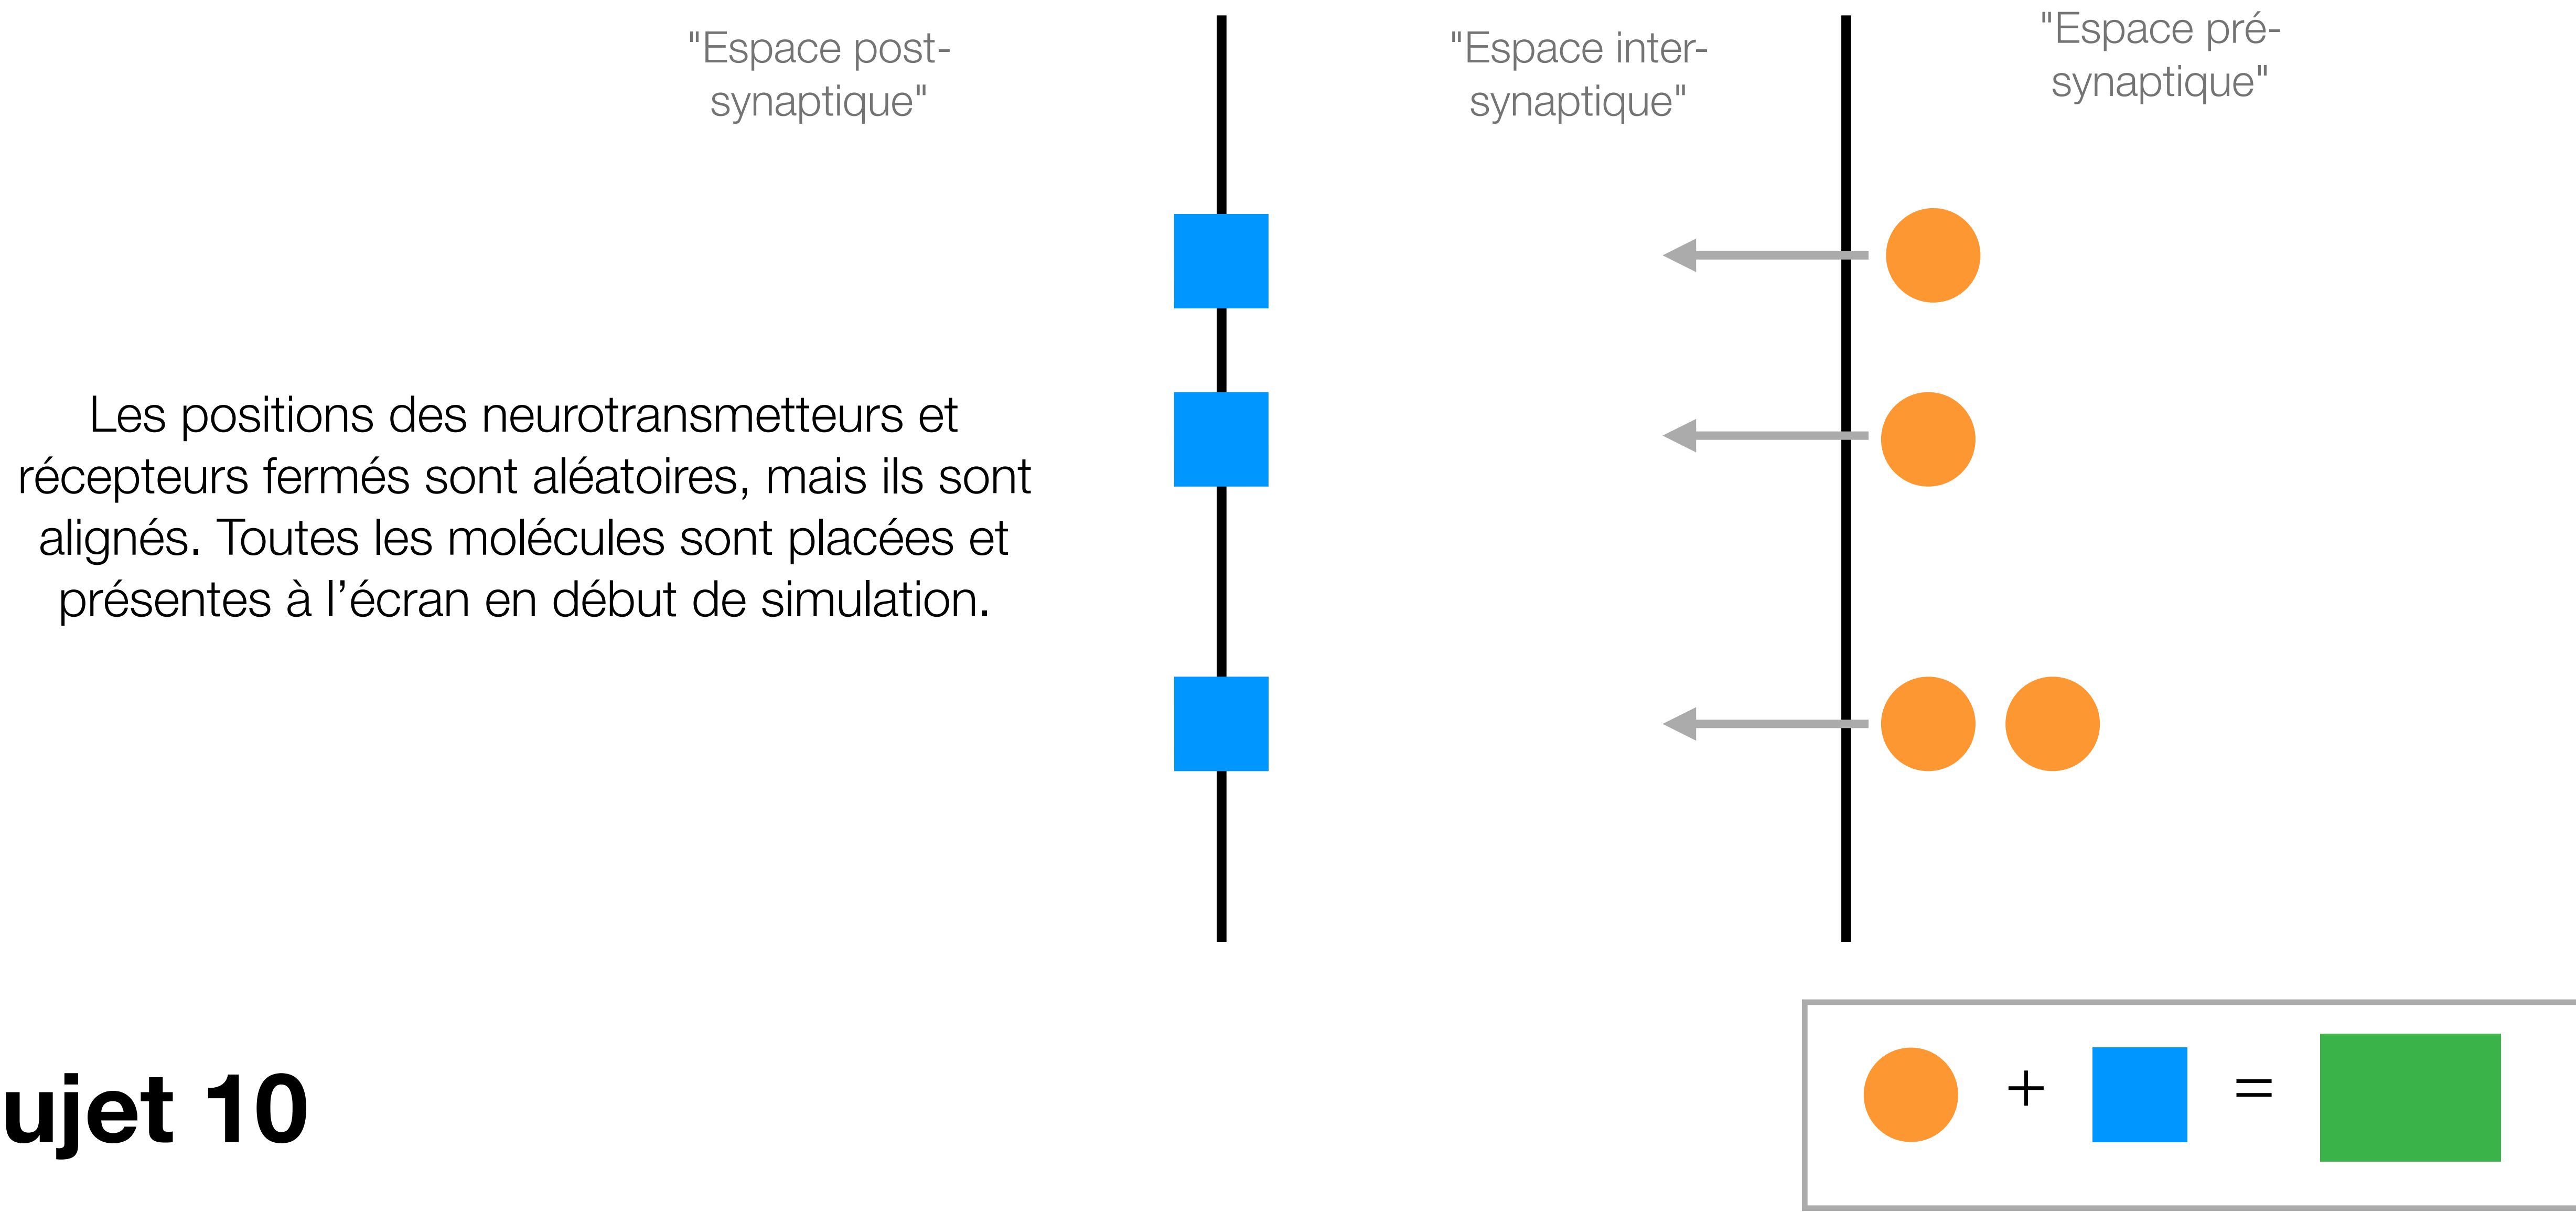 "Espace post-
synaptique"
"Espace inter-
synaptique"
"Espace pré-
synaptique"
Les positions des neurotransmetteurs et
récepteurs fermés sont aléatoires, mais ils sont
alignés. Toutes les molécules sont placées et
présentes à l’écran en début de simulation.
+ =
ujet 10